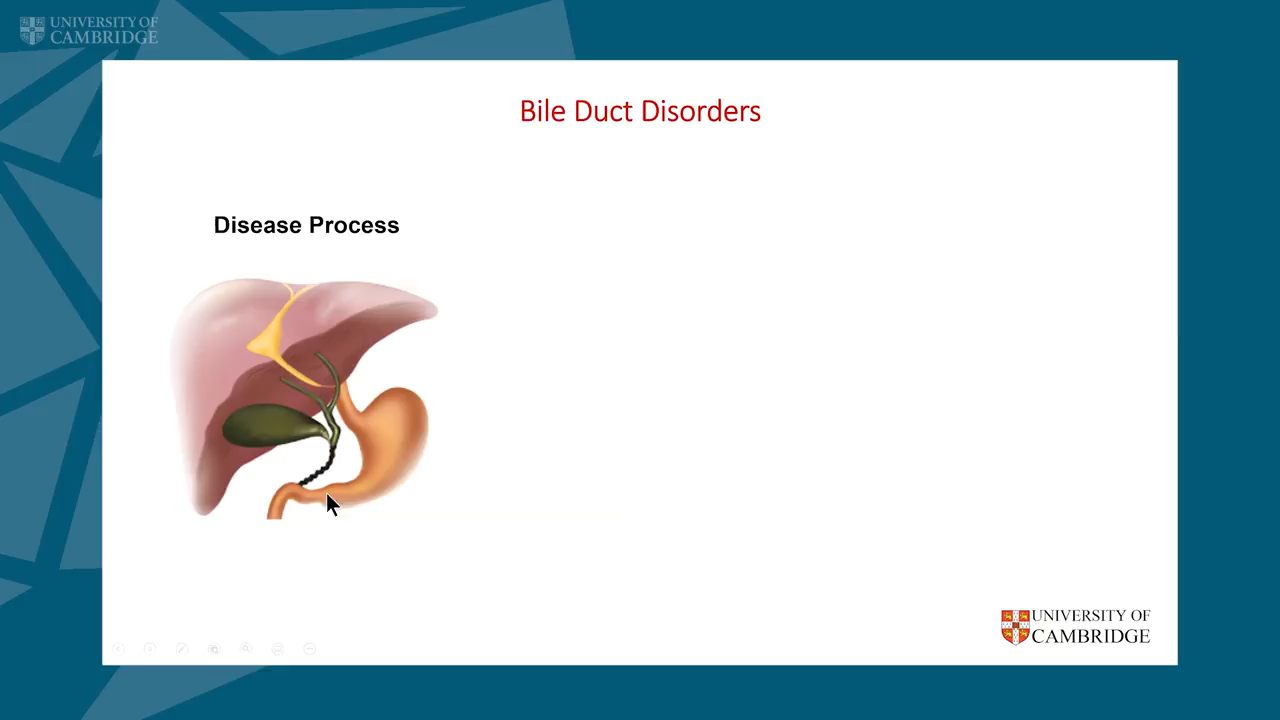 UNIVERSITY OF
CAMBRIDGE
Bile Duct Disorders
Disease Process
UNIVERSITY OF
CAMBRIDGE